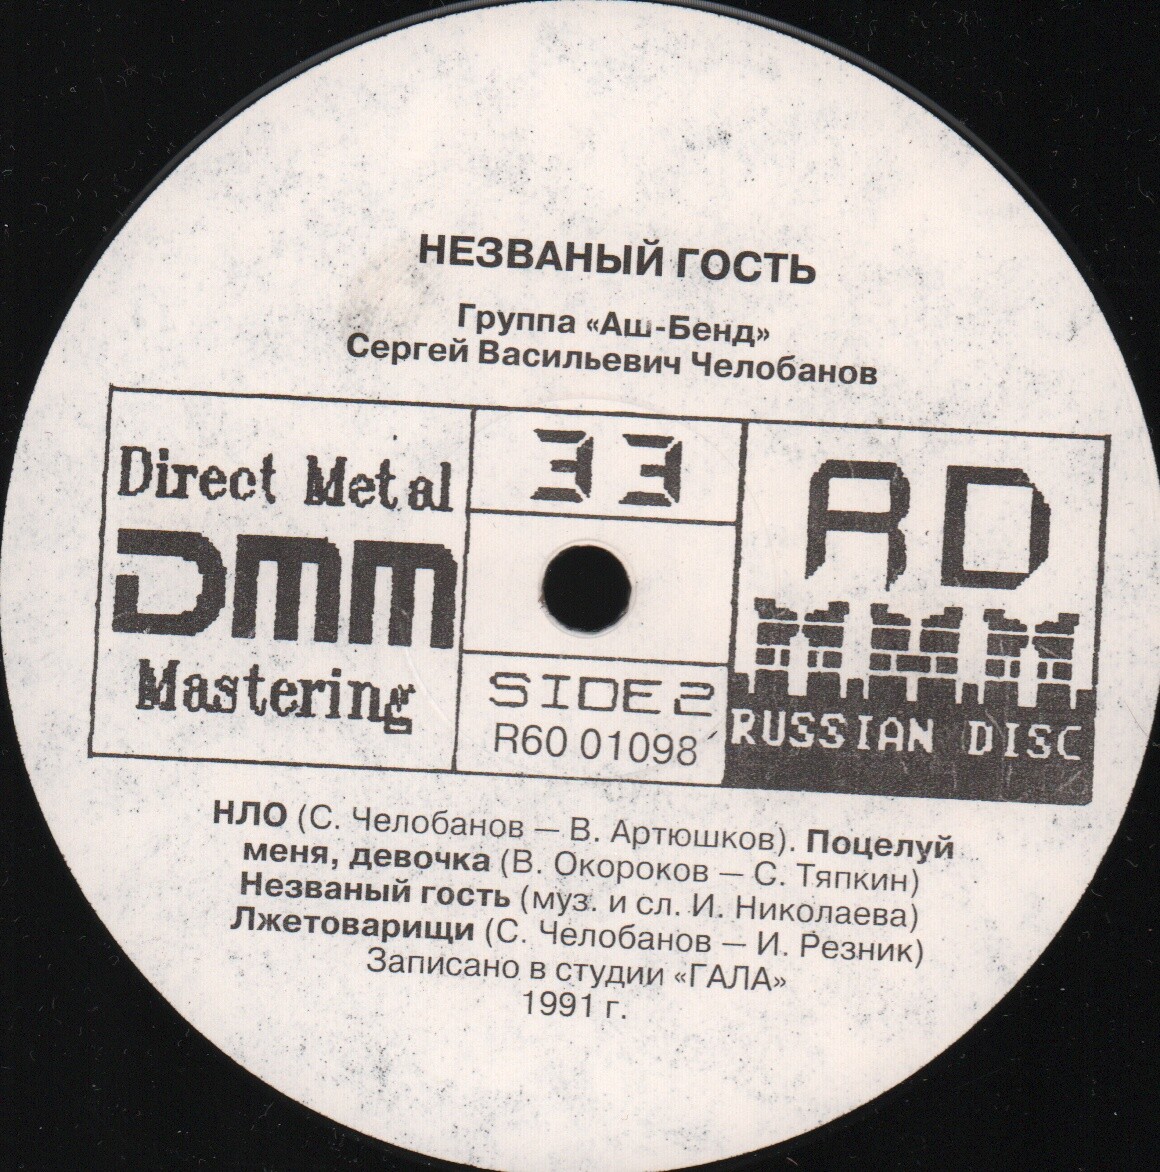 НЕЗВАНЫЙ ГОСТЬ
Группа «Аш-Бенд»
Сергей Васильевич Челобанов
Direct Metal
DMM
Mastering
33
SIDE 2
R60 01098
RD
RUSSIAN DISC
НЛО (С. Челобанов — В. Артюшков). Поцелуй
меня, девочка (В. Окороков — С. Тяпкин)
Незваный гость (муз. и сл. И. Николаева)
Лжетоварищи (С. Челобанов — И. Резник)
Записано в студии «ГАЛА»
1991 г.